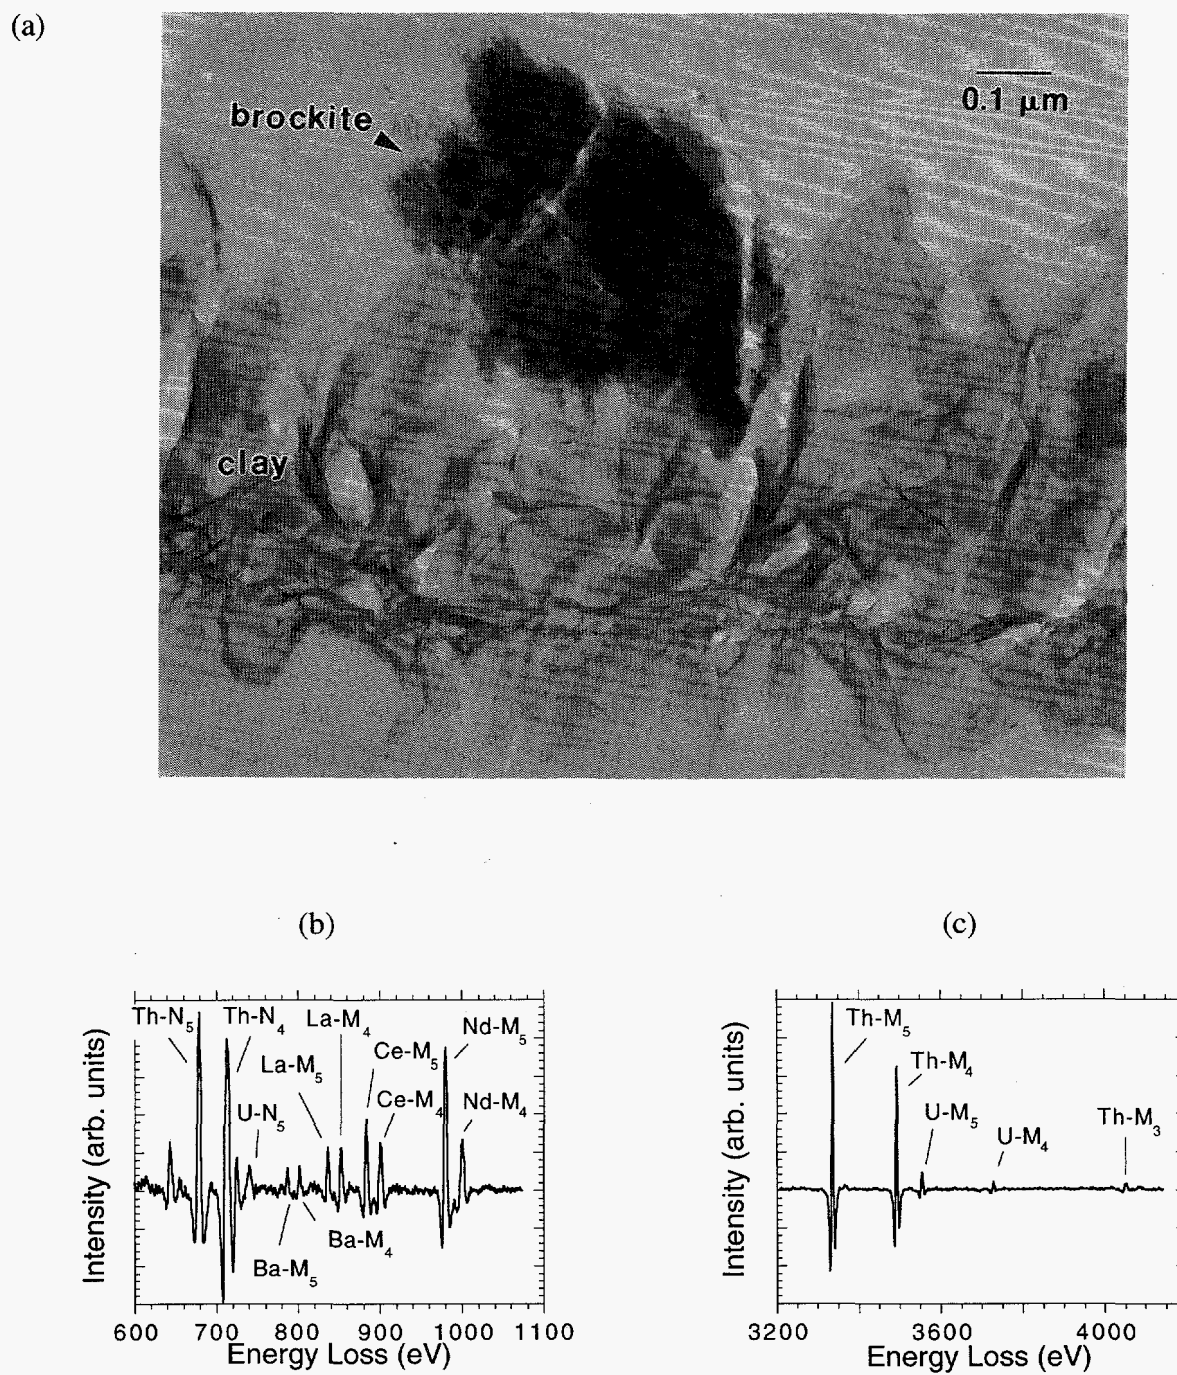 (a)
brockite
0.1 μm
clay
(b)
(c)
Th-N5
Th-N4
La-M4
Nd-M5
La-M5
Ce-M5
U-N5
Ce-M4
Nd-M4
Ba-M4
Ba-M5
Intensity (arb. units)
600 700 800 900 1000 1100
Energy Loss (eV)
Th-M5
Th-M4
U-M5
U-M4
Th-M3
Intensity (arb. units)
3200 3600 4000
Energy Loss (eV)